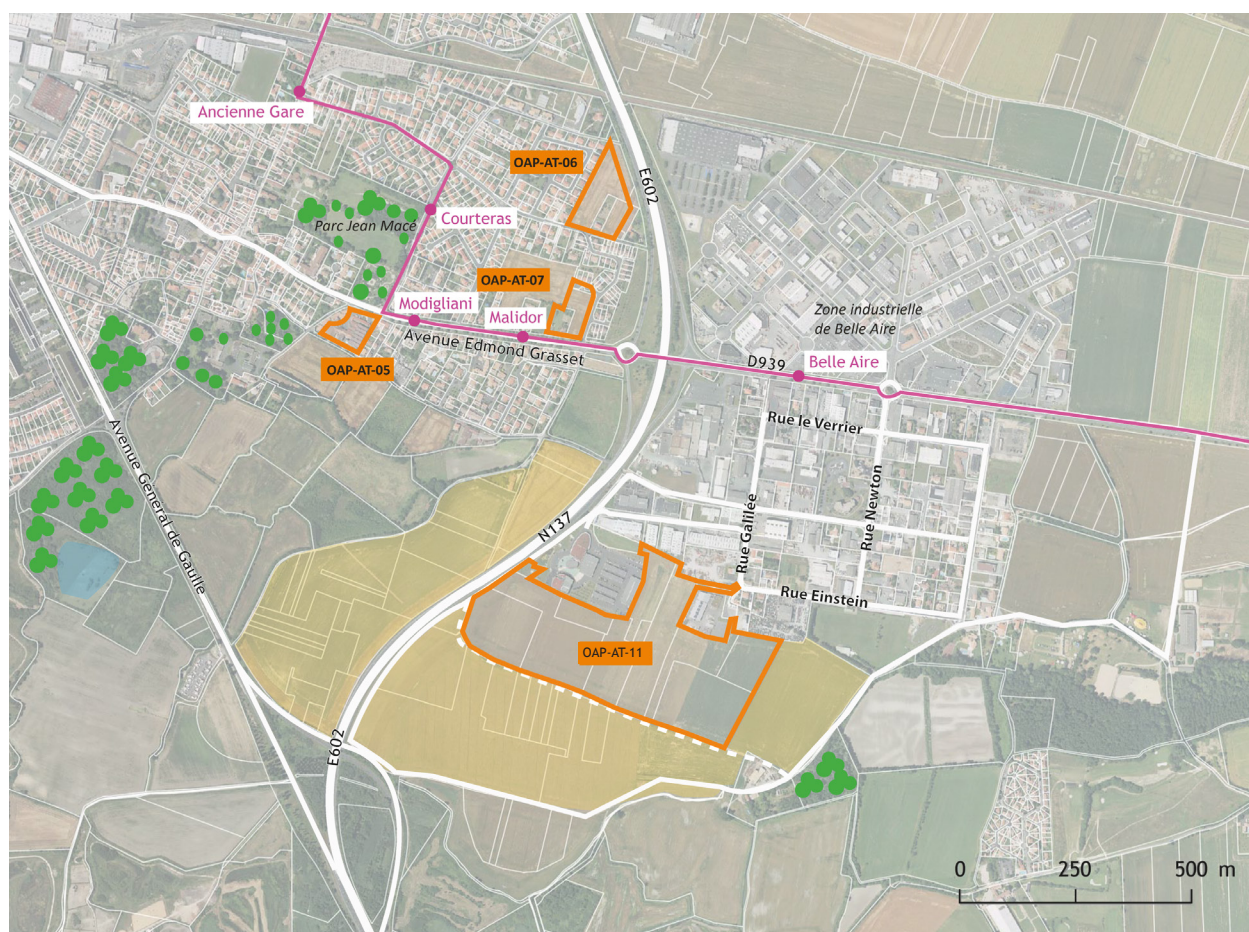 Ancienne Gare
OAP-AT-06
E602
Parc Jean Macé
Courteras
OAP-AT-07
Modigliani
Malidor
Avenue Edmond Grasset
OAP-AT-05
Zone industrielle
de Belle Aire
D939
Belle Aire
Rue le Verrier
Avenue General de Gaulle
Rue Newton
Rue Galilée
N137
Rue Einstein
OAP-AT-11
E602
0 250 500 m